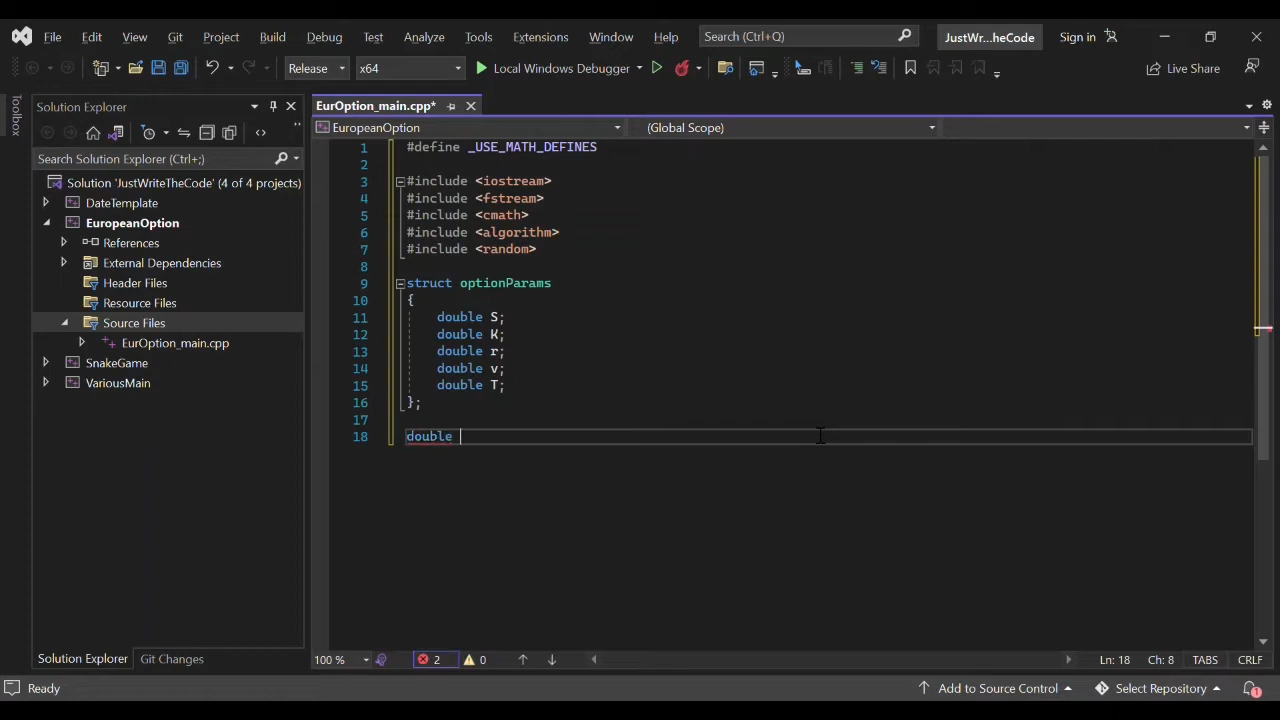 File Edit View Git Project Build Debug Test Analyze Tools Extensions Window Help Search (Ctrl+Q) JustWr...heCode Sign in
Release x64 Local Windows Debugger Live Share
Toolbox
Solution Explorer
Search Solution Explorer (Ctrl+;)
Solution 'JustWriteTheCode' (4 of 4 projects)
DateTemplate
EuropeanOption
References
External Dependencies
Header Files
Resource Files
Source Files
EurOption_main.cpp
SnakeGame
VariousMain
Solution Explorer Git Changes
EurOption_main.cpp*
EuropeanOption (Global Scope)
1 #define _USE_MATH_DEFINES
2
3 #include <iostream>
4 #include <fstream>
5 #include <cmath>
6 #include <algorithm>
7 #include <random>
8
9 struct optionParams
10 {
11 double S;
12 double K;
13 double r;
14 double v;
15 double T;
16 };
17
18 double
100 % 2 0 Ln: 18 Ch: 8 TABS CRLF
Ready Add to Source Control Select Repository 1